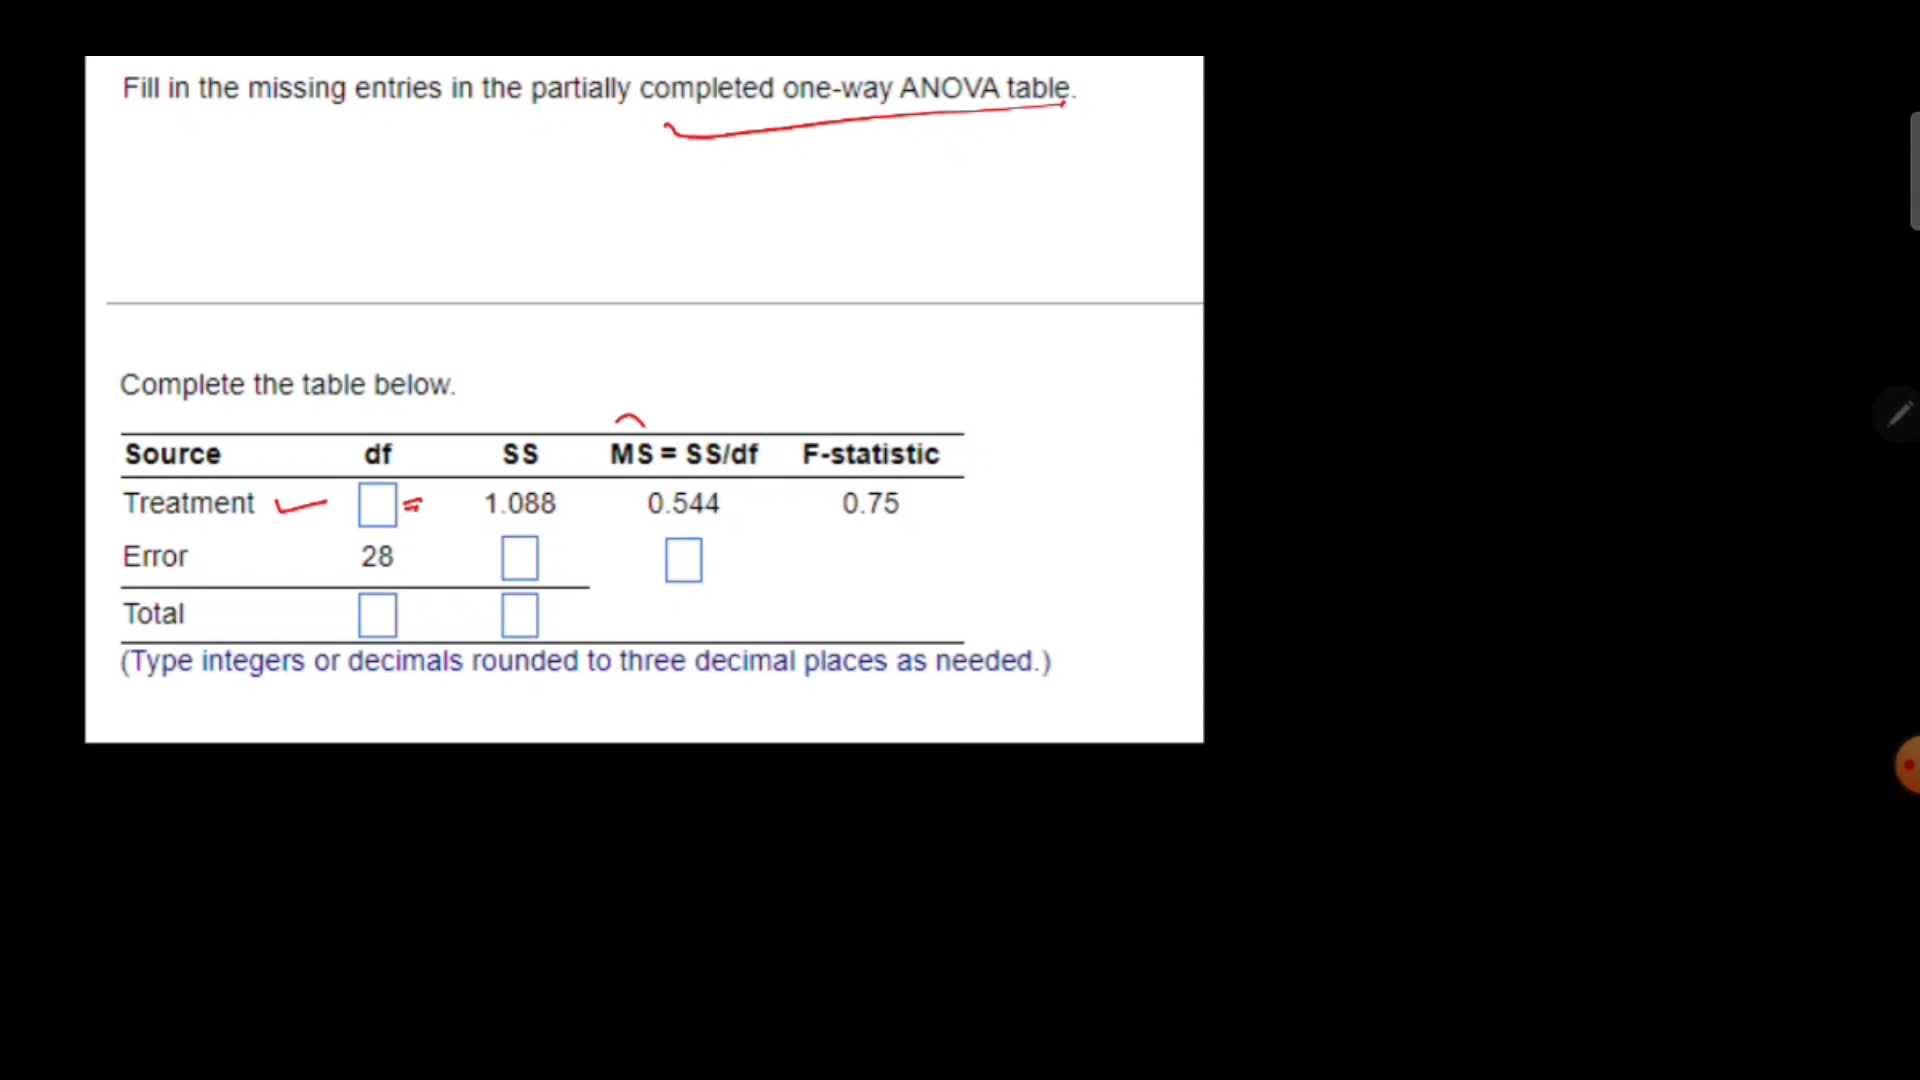 Fill in the missing entries in the partially completed one-way ANOVA table.
Complete the table below.
Source df SS MS = SS/df F-statistic
Treatment 1.088 0.544 0.75
Error 28
Total
(Type integers or decimals rounded to three decimal places as needed.)